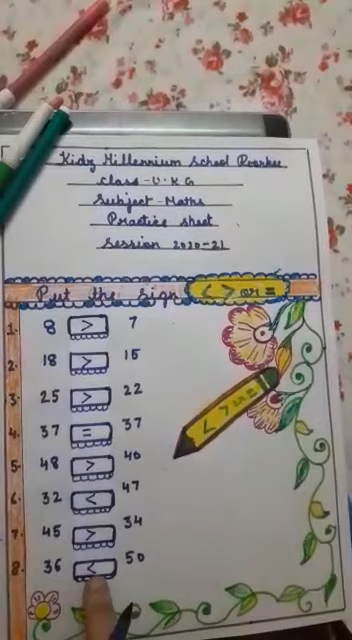 Kidz Millennium School Roorkee
Class - U.K.G
Subject - Maths
Practice sheet
Session 2020-21
Put the sign < > or =
1. 8 > 7
2. 18 > 15
3. 25 > 22
4. 37 = 37
5. 48 > 40
6. 32 < 47
7. 45 > 34
8. 36 < 50
< > or =